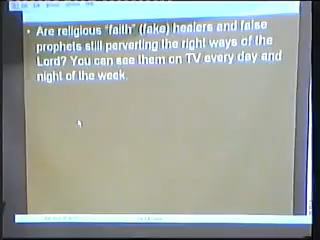 • Are religious "faith" (fake) healers and false
prophets still perverting the right ways of the
Lord? You can see them on TV every day and
night of the week.